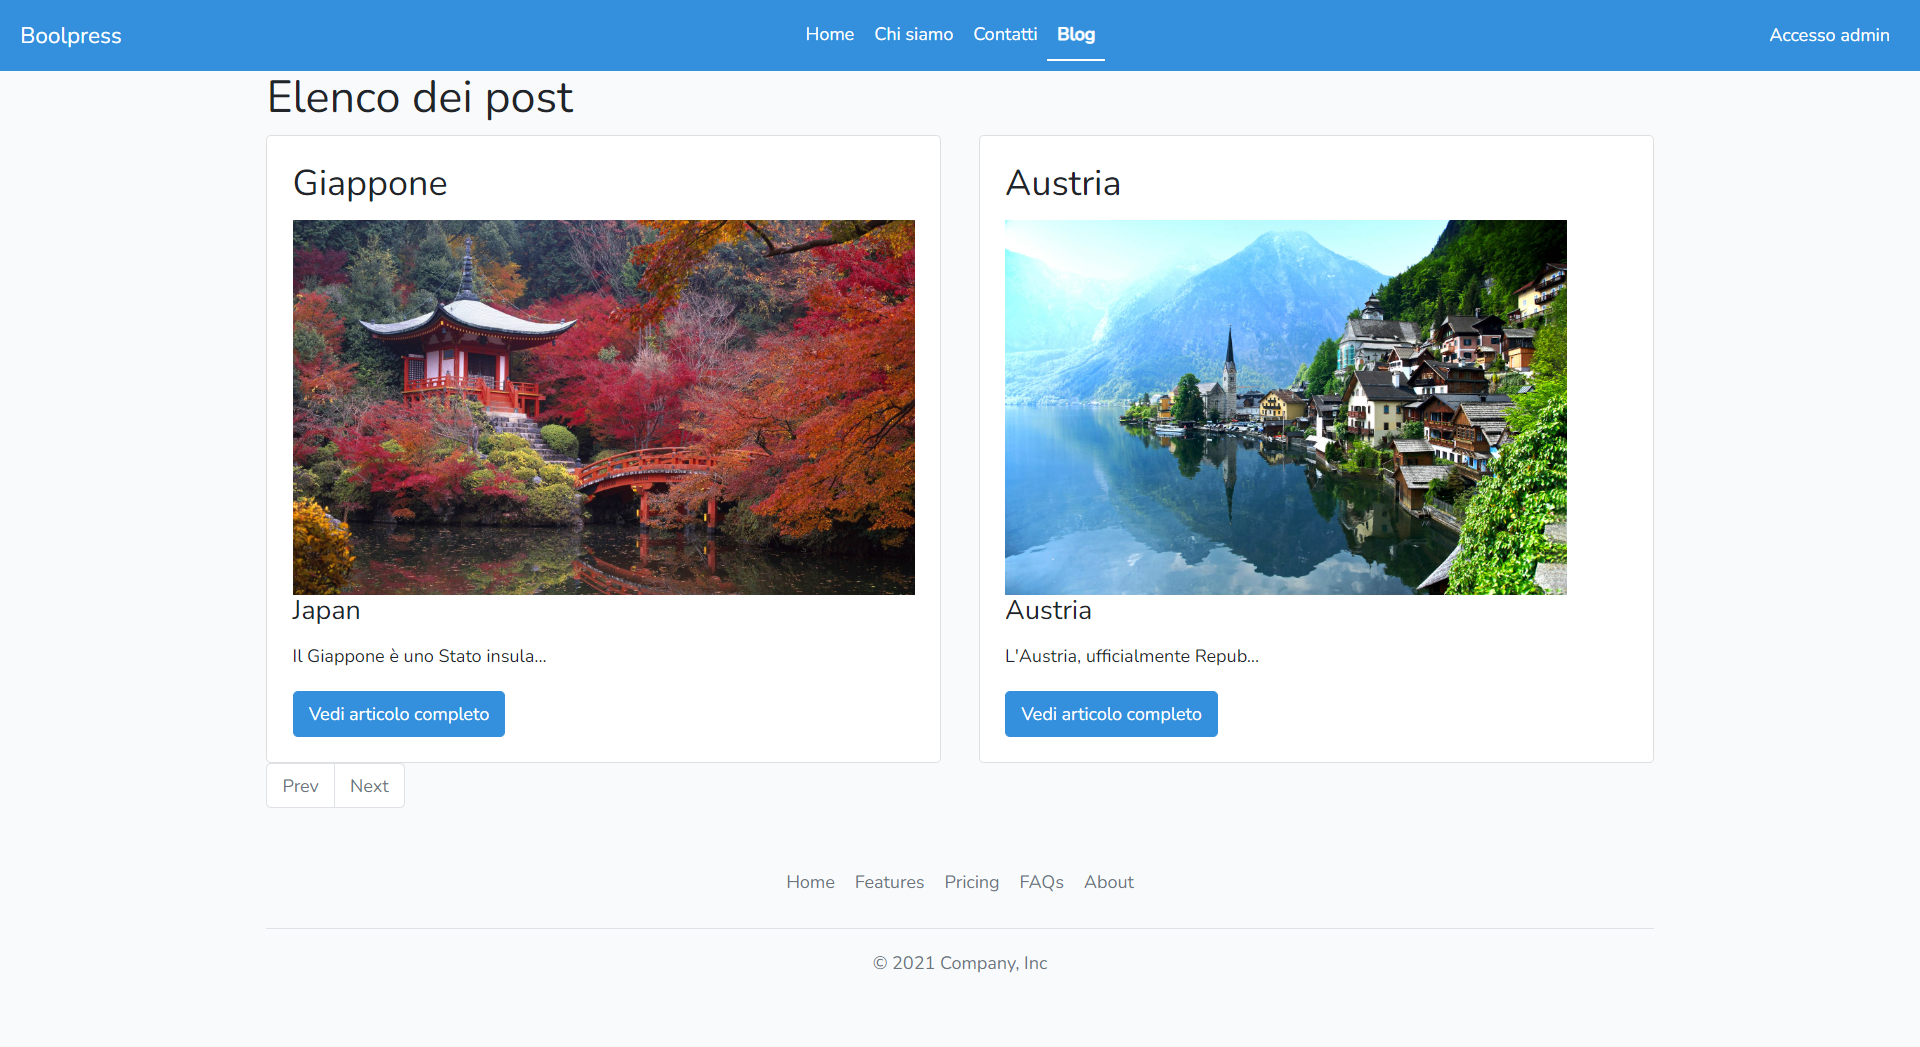 Boolpress
Home Chi siamo Contatti Blog
Accesso admin
Elenco dei post
Giappone
Japan
Il Giappone è uno Stato insula...
Vedi articolo completo
Austria
Austria
L'Austria, ufficialmente Repub...
Vedi articolo completo
Prev Next
Home Features Pricing FAQs About
© 2021 Company, Inc